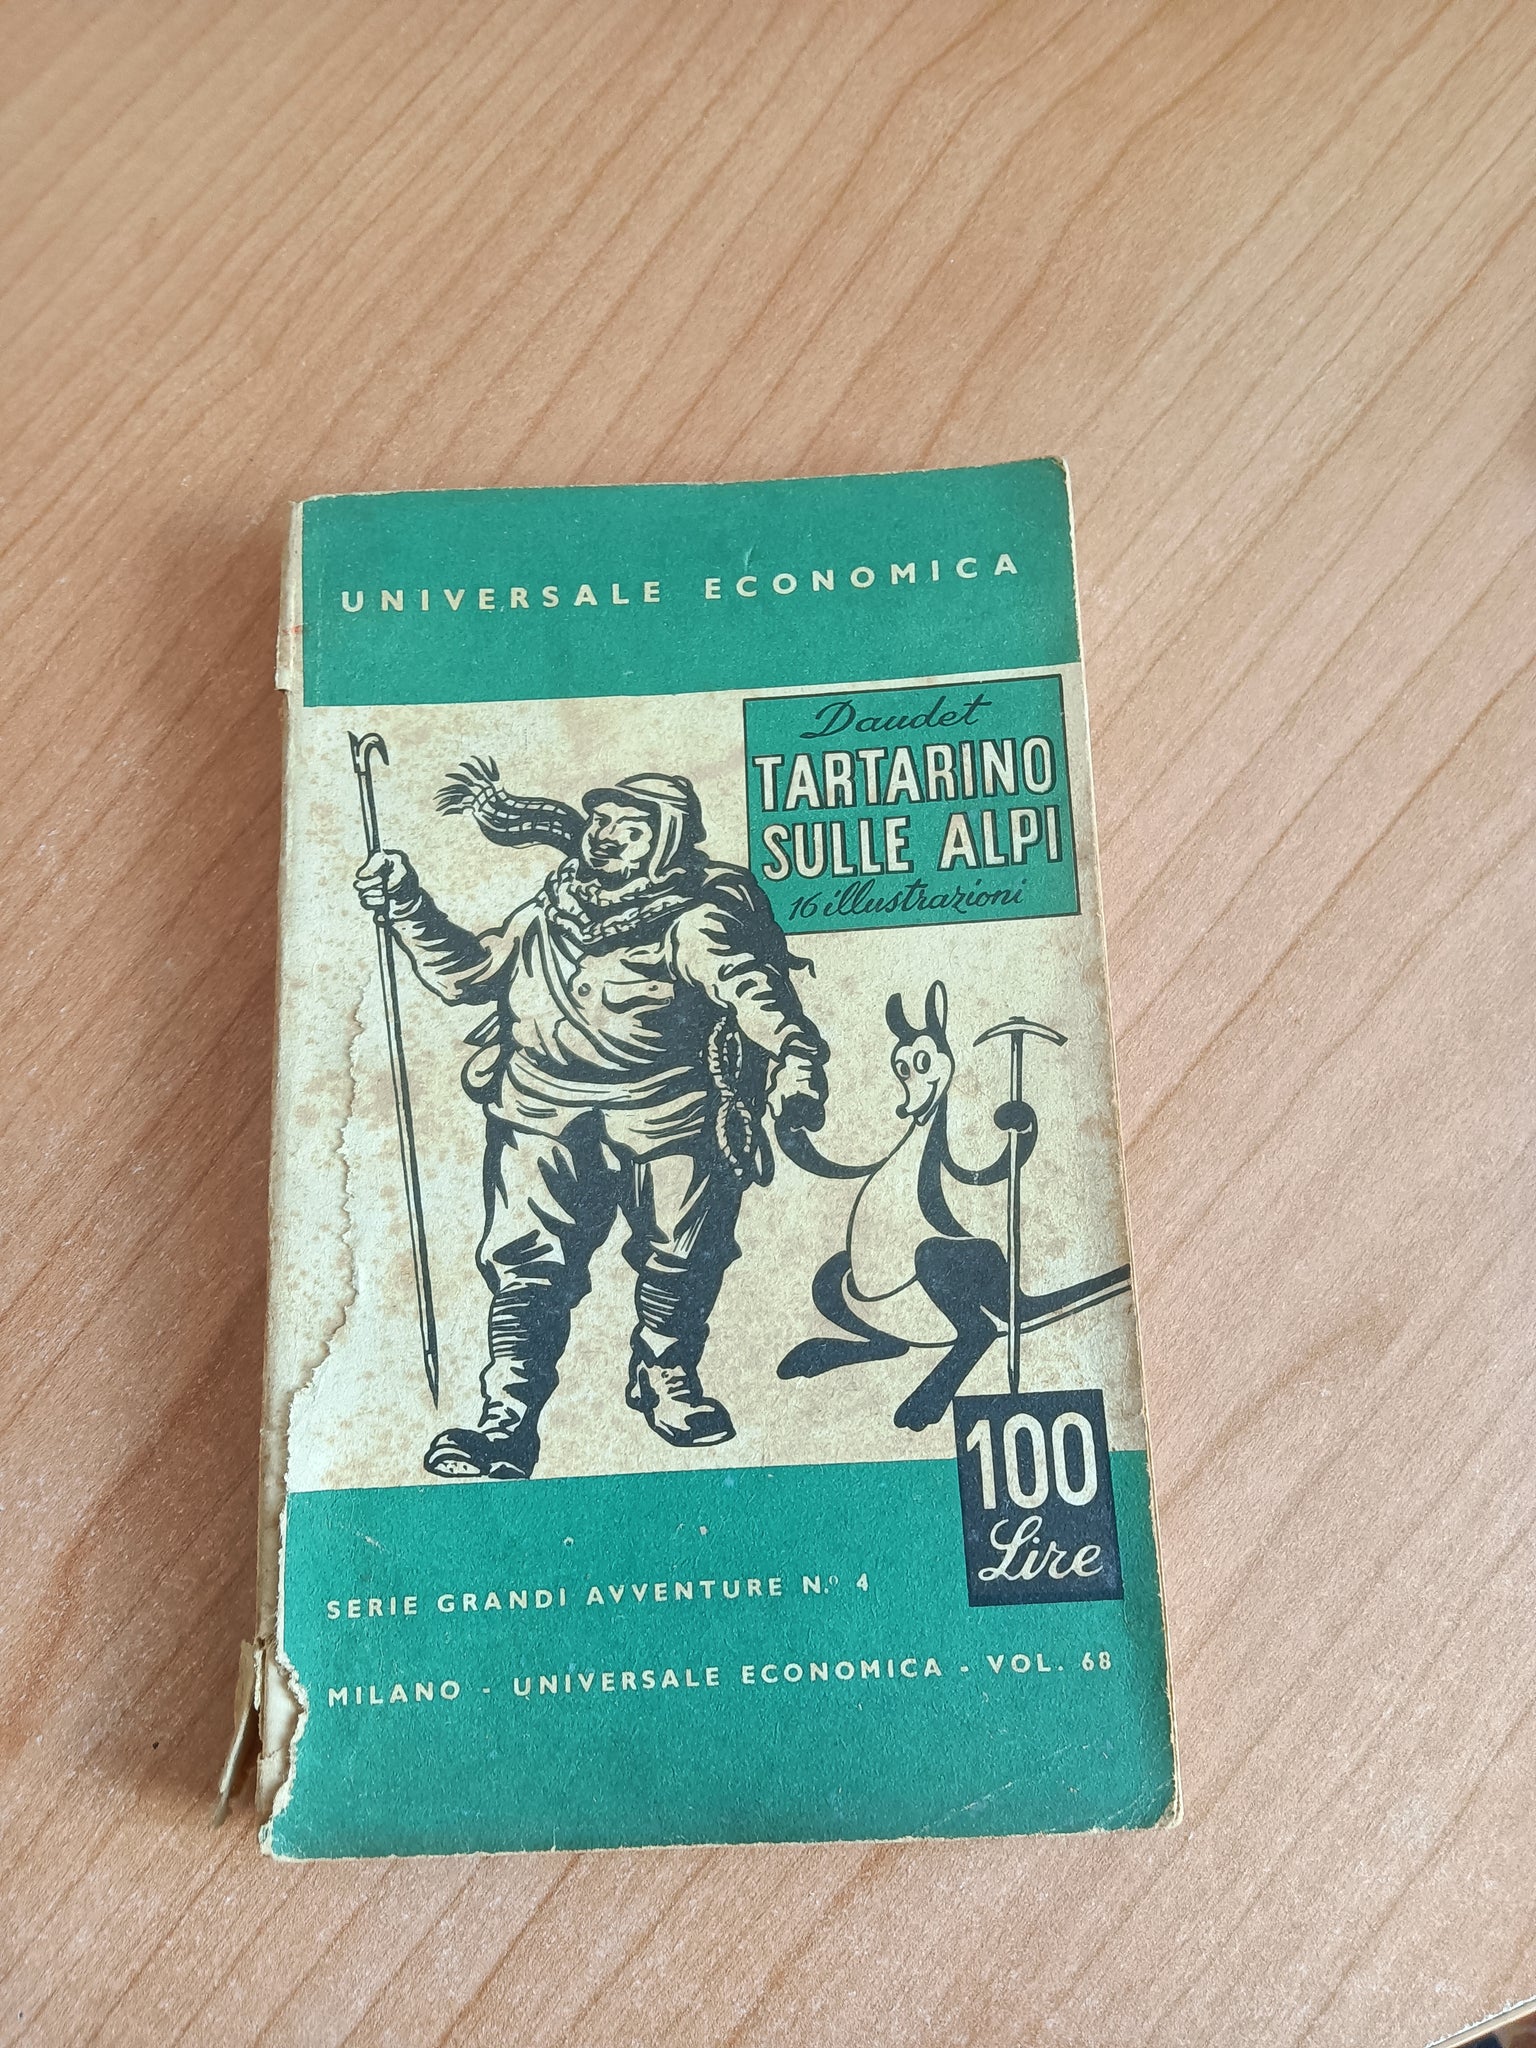 UNIVERSALE ECONOMICA
Daudet
TARTARINO
SULLE ALPI
16 illustrazioni
100
Lire
SERIE GRANDI AVVENTURE N.º 4
MILANO - UNIVERSALE ECONOMICA - VOL. 68